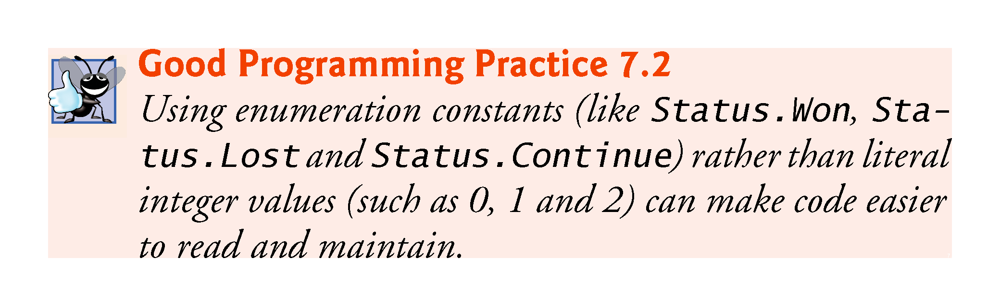 Good Programming Practice 7.2
Using enumeration constants (like Status.Won, Sta-
tus.Lost and Status.Continue) rather than literal
integer values (such as 0, 1 and 2) can make code easier
to read and maintain.